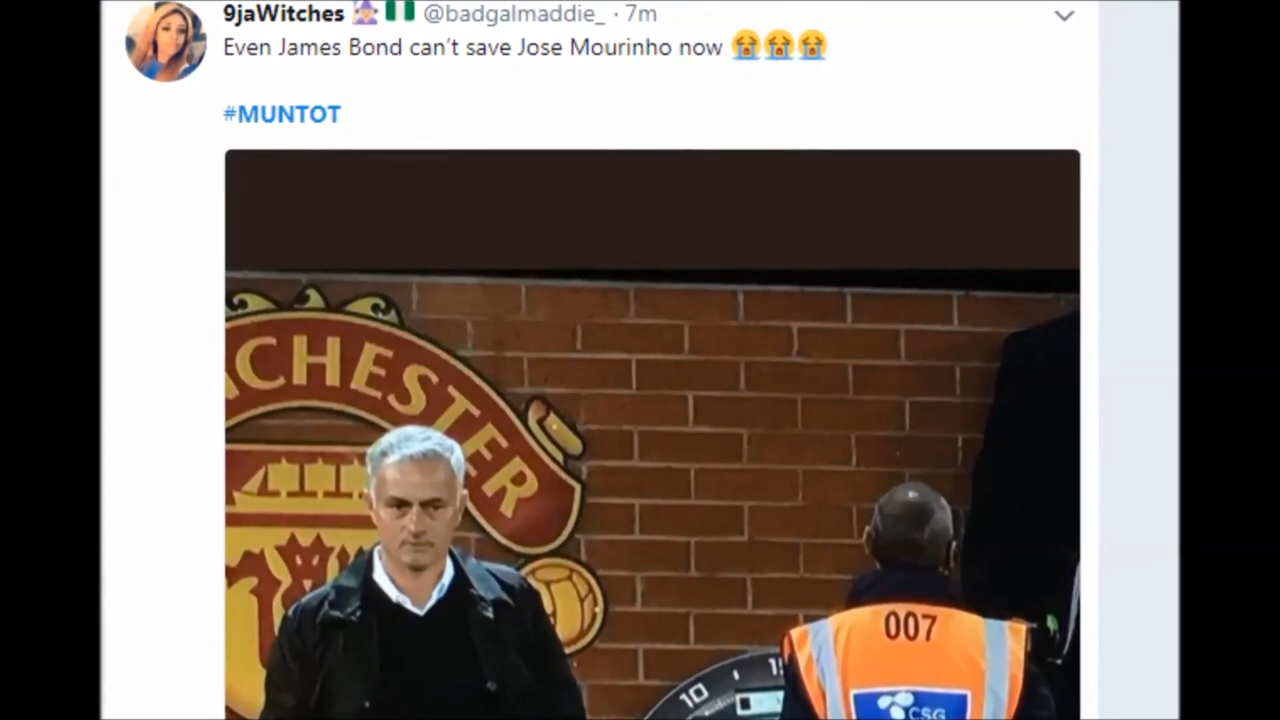 9jaWitches @badgalmaddie_ · 7m
Even James Bond can't save Jose Mourinho now
#MUNTOT
CHESTER
007
10
CSG